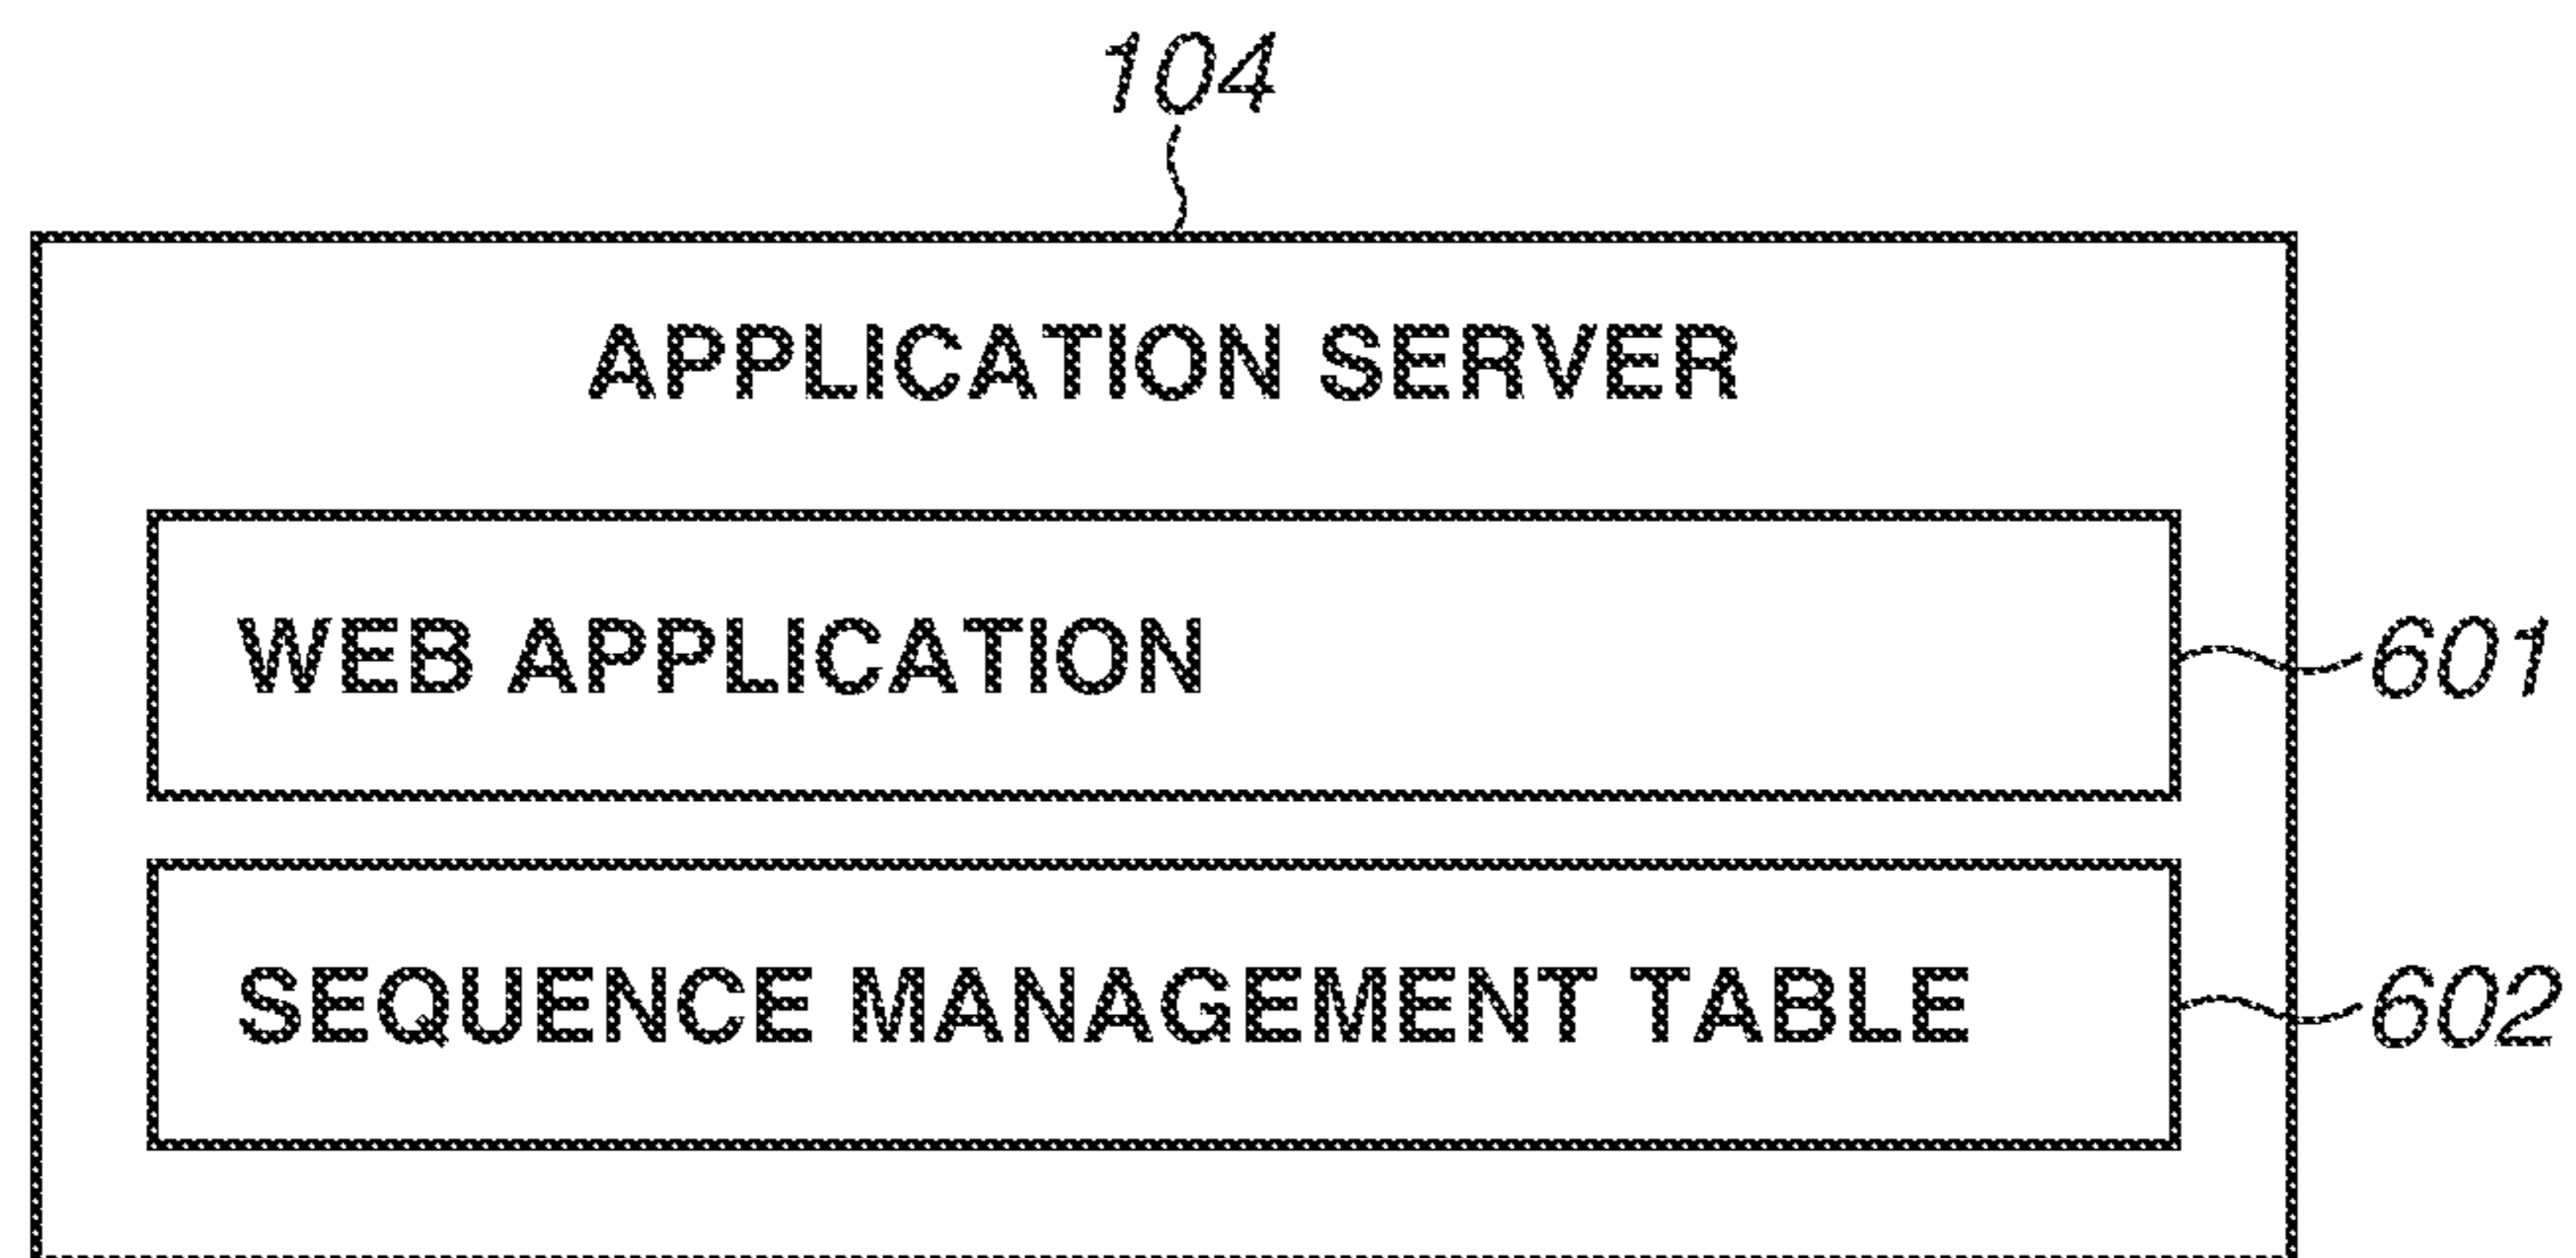 104
APPLICATION SERVER
WEB APPLICATION 601
SEQUENCE MANAGEMENT TABLE 602